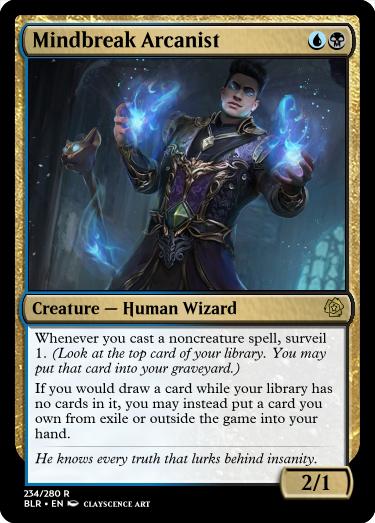 Mindbreak Arcanist
Creature — Human Wizard
Whenever you cast a noncreature spell, surveil
1. (Look at the top card of your library. You may
put that card into your graveyard.)
If you would draw a card while your library has
no cards in it, you may instead put a card you
own from exile or outside the game into your
hand.
He knows every truth that lurks behind insanity.
2/1
234/280 R
BLR • EN CLAYSCIENCE ART